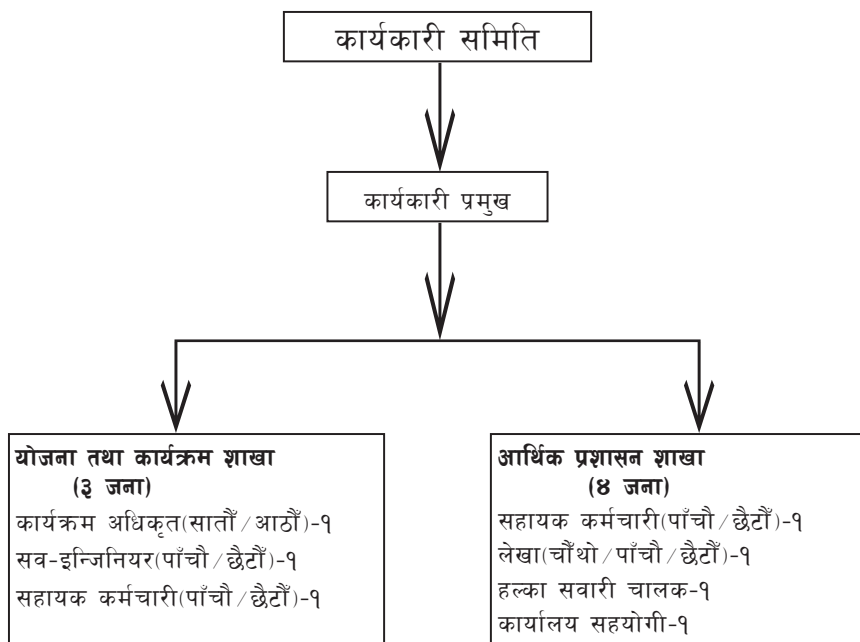 कार्यकारी समिति
कार्यकारी प्रमुख
योजना तथा कार्यक्रम शाखा
(३ जना)
कार्यक्रम अधिकृत(सातौँ/आठौँ)-१
सव-इन्जिनियर(पाँचौ/छैटौँ)-१
सहायक कर्मचारी(पाँचौ/छैटौँ)-१
आर्थिक प्रशासन शाखा
(४ जना)
सहायक कर्मचारी(पाँचौ/छैटौँ)-१
लेखा(चौँथो/पाँचौ/छैटौँ)-१
हल्का सवारी चालक-१
कार्यालय सहयोगी-१